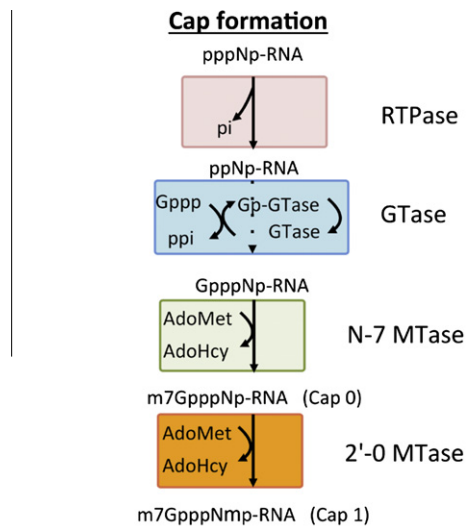 Cap formation
pppNp-RNA
pi
RTPase
ppNp-RNA
Gppp Gp-GTase
ppi GTase
GTase
GpppNp-RNA
AdoMet
AdoHcy
N-7 MTase
m7GpppNp-RNA (Cap 0)
AdoMet
AdoHcy
2'-0 MTase
m7GpppNmp-RNA (Cap 1)